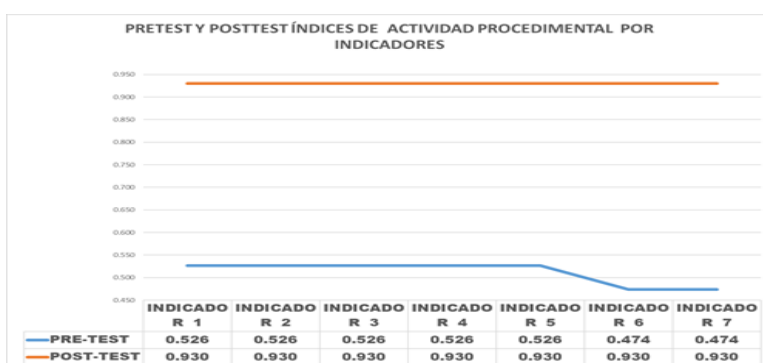 PRETEST Y POSTTEST ÍNDICES DE ACTIVIDAD PROCEDIMENTAL POR
INDICADORES
0.950
0.900
0.850
0.800
0.750
0.700
0.650
0.600
0.550
0.500
0.450
INDICADO INDICADO INDICADO INDICADO INDICADO INDICADO INDICADO
R 1 R 2 R 3 R 4 R 5 R 6 R 7
PRE-TEST 0.526 0.526 0.526 0.526 0.526 0.474 0.474
POST-TEST 0.930 0.930 0.930 0.930 0.930 0.930 0.930